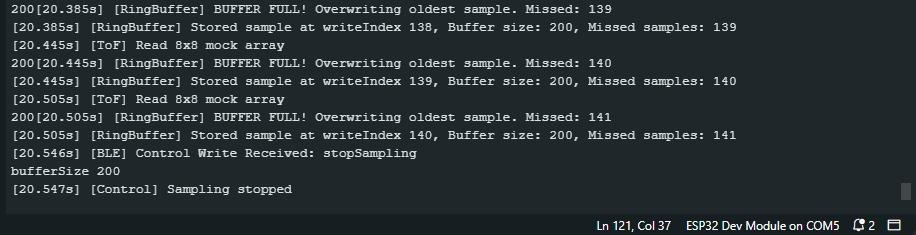 200[20.385s] [RingBuffer] BUFFER FULL! Overwriting oldest sample. Missed: 139
[20.385s] [RingBuffer] Stored sample at writeIndex 138, Buffer size: 200, Missed samples: 139
[20.445s] [ToF] Read 8x8 mock array
200[20.445s] [RingBuffer] BUFFER FULL! Overwriting oldest sample. Missed: 140
[20.445s] [RingBuffer] Stored sample at writeIndex 139, Buffer size: 200, Missed samples: 140
[20.505s] [ToF] Read 8x8 mock array
200[20.505s] [RingBuffer] BUFFER FULL! Overwriting oldest sample. Missed: 141
[20.505s] [RingBuffer] Stored sample at writeIndex 140, Buffer size: 200, Missed samples: 141
[20.546s] [BLE] Control Write Received: stopSampling
bufferSize 200
[20.547s] [Control] Sampling stopped
Ln 121, Col 37 ESP32 Dev Module on COM5 2